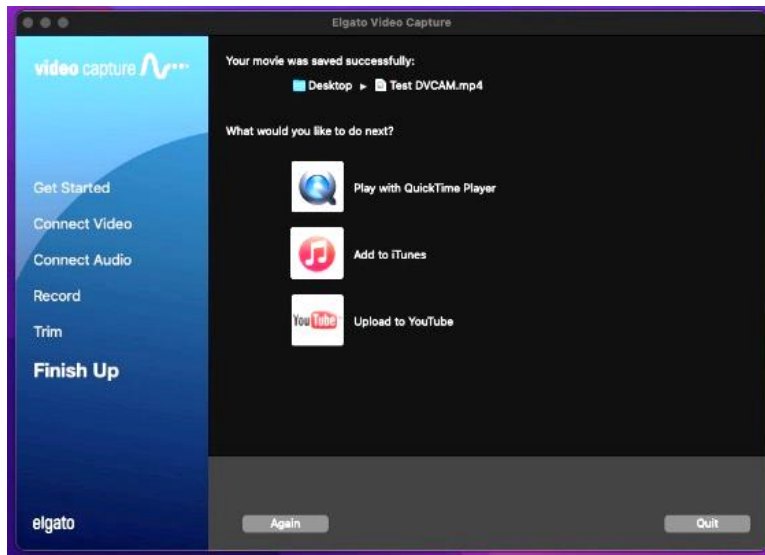 Elgato Video Capture
video capture
Get Started
Connect Video
Connect Audio
Record
Trim
Finish Up
elgato
Your movie was saved successfully:
Desktop ▸ Test DVCAM.mp4
What would you like to do next?
Play with QuickTime Player
Add to iTunes
YouTube Upload to YouTube
Again Quit